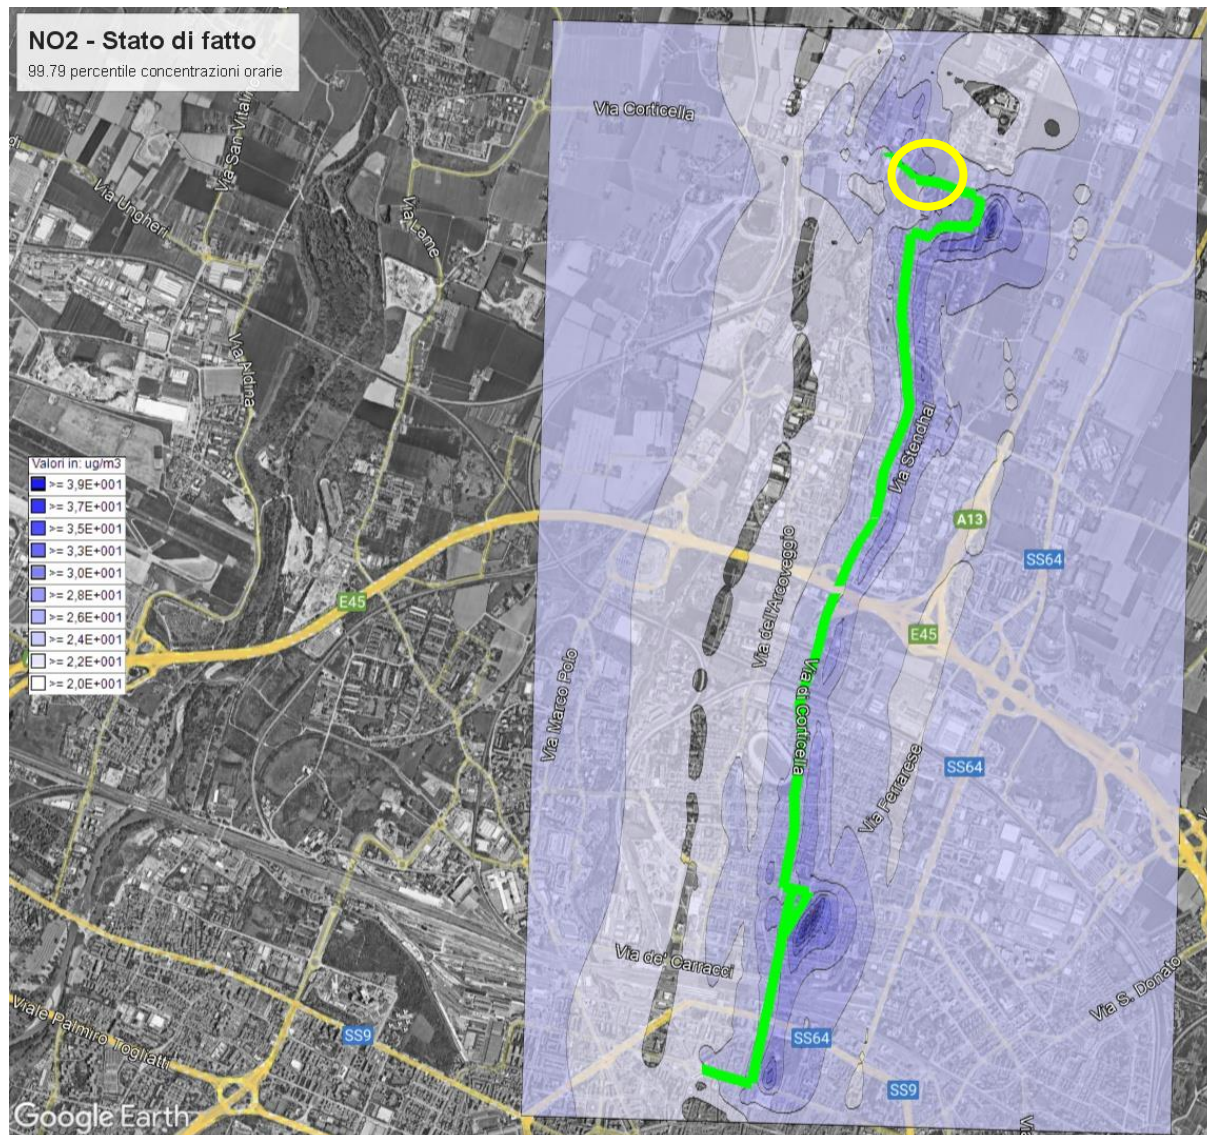 NO2 - Stato di fatto
99.79 percentile concentrazioni orarie
Via Corticella
Via San Vitalin
Via Ungheri
Via Lame
Via Aldina
Via Stendhal
Valori in: ug/m3
>= 3,9E+001
>= 3,7E+001
>= 3,5E+001
>= 3,3E+001
>= 3,0E+001
>= 2,8E+001
>= 2,6E+001
>= 2,4E+001
>= 2,2E+001
>= 2,0E+001
A13
SS64
E45
E45
Via dell'Arcoveggio
Via Marco Polo
Via di Corticella
SS64
Via Ferrarese
Via de' Carracci
Via S. Donato
Viale Palmiro Togliatti
SS9
SS64
SS9
Google Earth